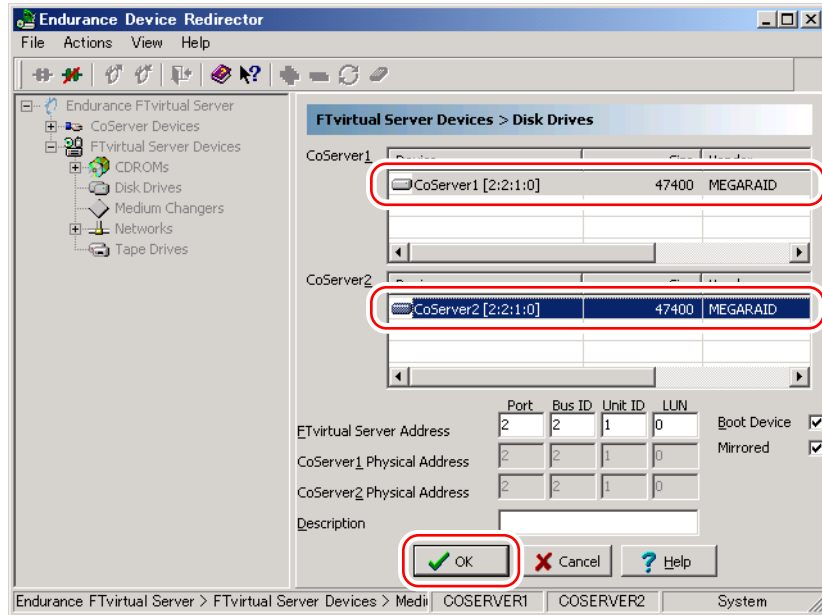 Endurance Device Redirector
File Actions View Help
Endurance FTvirtual Server
CoServer Devices
FTvirtual Server Devices
CDROMs
Disk Drives
Medium Changers
Networks
Tape Drives
FTvirtual Server Devices > Disk Drives
CoServer1
CoServer1 [2:2:1:0] 47400 MEGARAID
CoServer2
CoServer2 [2:2:1:0] 47400 MEGARAID
Port Bus ID Unit ID LUN
FTvirtual Server Address 2 2 1 0 Boot Device
CoServer1 Physical Address 2 2 1 0 Mirrored
CoServer2 Physical Address 2 2 1 0
Description
OK Cancel Help
Endurance FTvirtual Server > FTvirtual Server Devices > Medi COSERVER1 COSERVER2 System